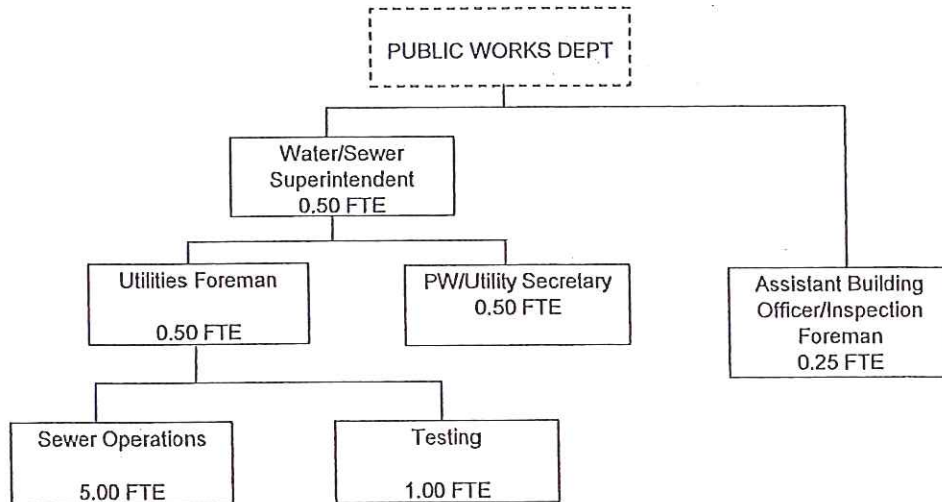 PUBLIC WORKS DEPT
Water/Sewer
Superintendent
0.50 FTE
Utilities Foreman
0.50 FTE
PW/Utility Secretary
0.50 FTE
Assistant Building
Officer/Inspection
Foreman
0.25 FTE
Sewer Operations
5.00 FTE
Testing
1.00 FTE